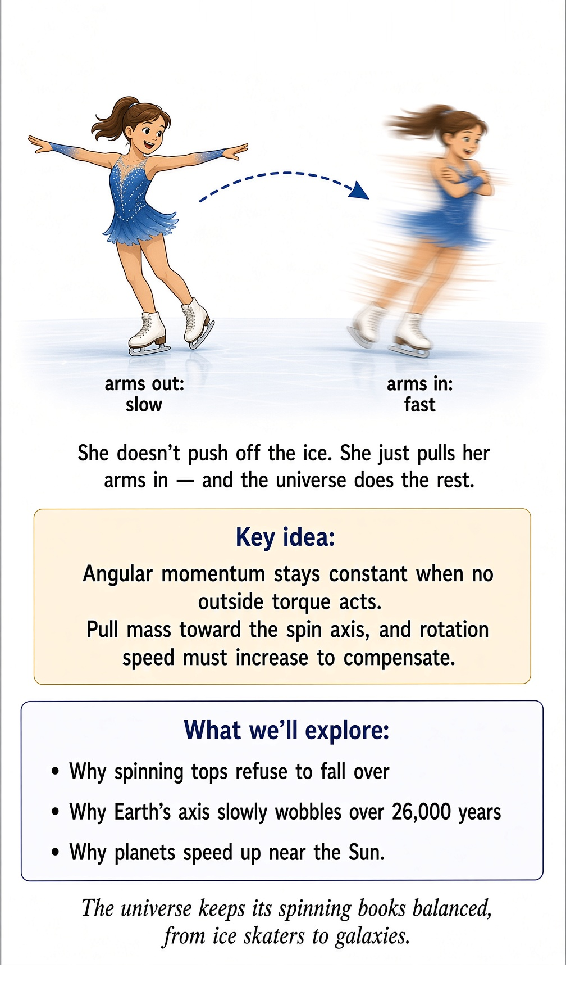 arms out:
slow
arms in:
fast
She doesn’t push off the ice. She just pulls her
arms in — and the universe does the rest.
Key idea:
Angular momentum stays constant when no
outside torque acts.
Pull mass toward the spin axis, and rotation
speed must increase to compensate.
What we’ll explore:
• Why spinning tops refuse to fall over
• Why Earth’s axis slowly wobbles over 26,000 years
• Why planets speed up near the Sun.
The universe keeps its spinning books balanced,
from ice skaters to galaxies.